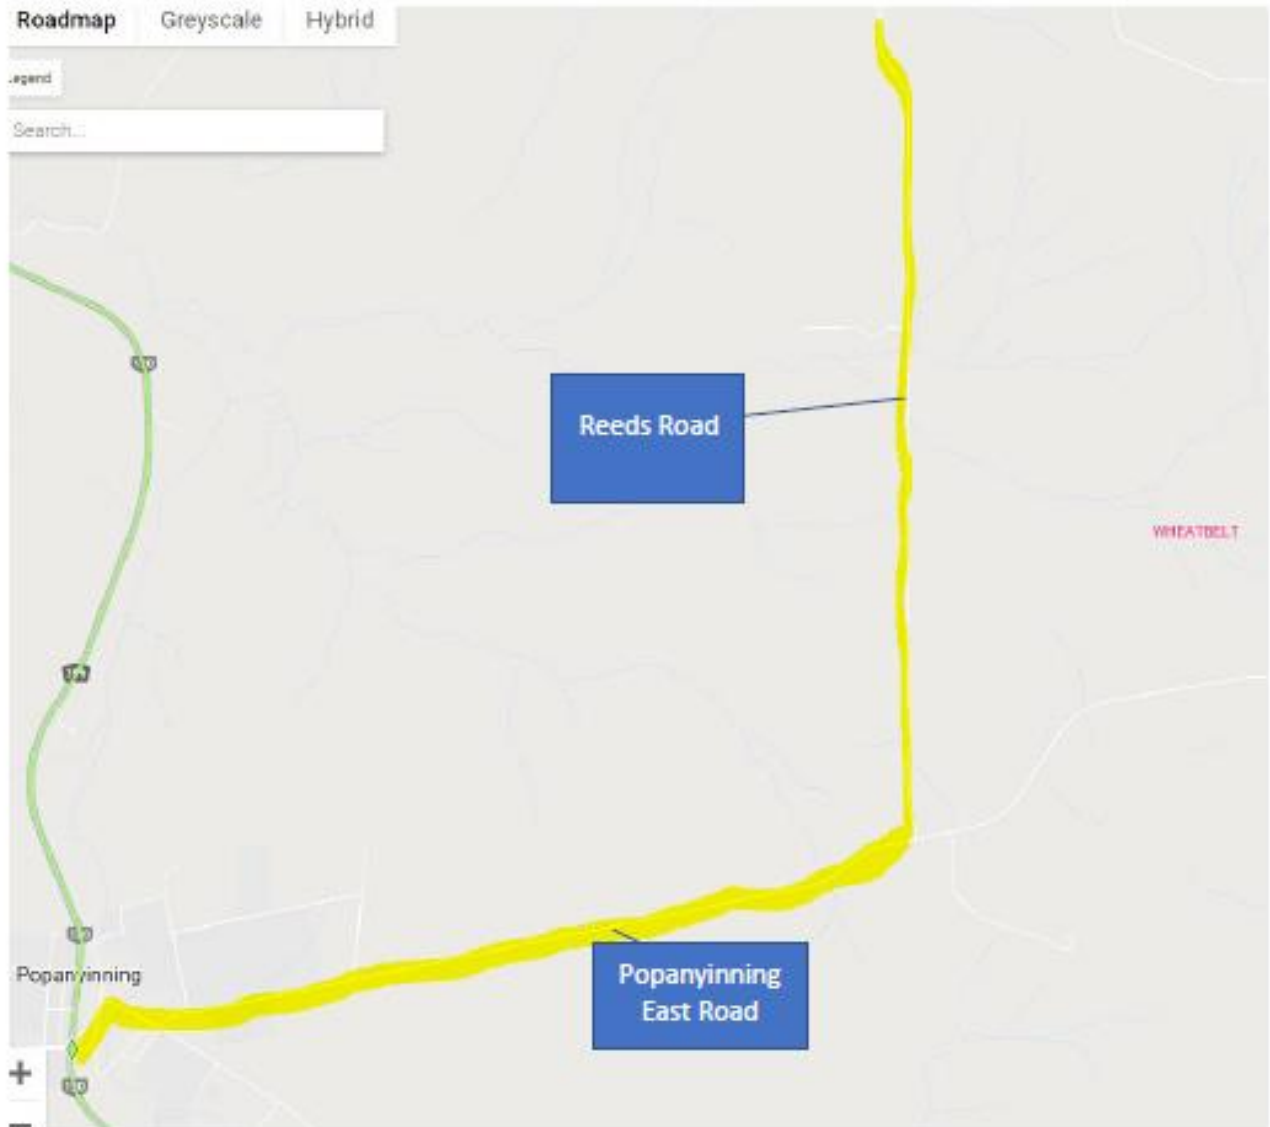 Roadmap Greyscale Hybrid
Legend
Search...
Reeds Road
WHEATBELT
Popanyinning
Popanyinning
East Road
+